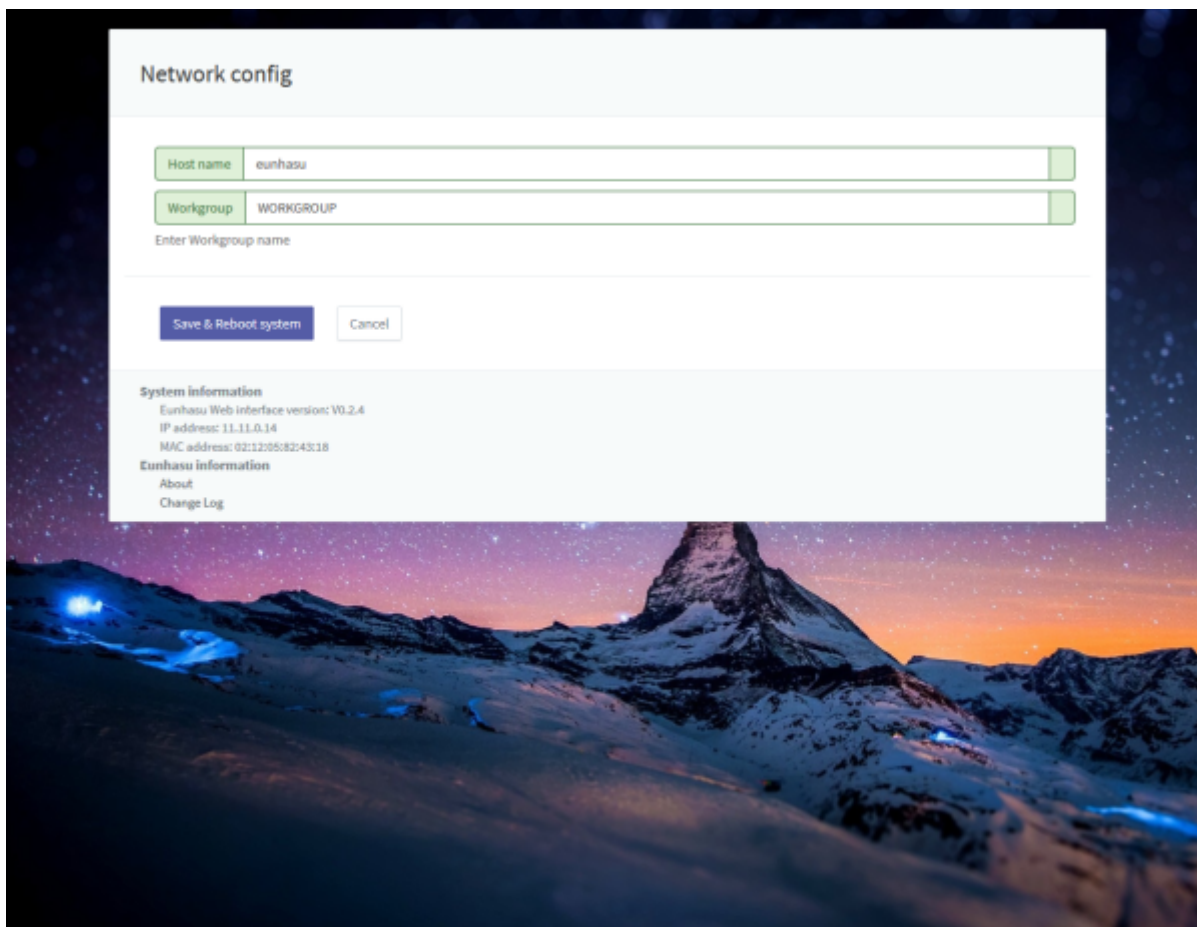 Network config
Host name eunhasu
Workgroup WORKGROUP
Enter Workgroup name
Save & Reboot system Cancel
System information
Eunhasu Web interface version: V0.2.4
IP address: 11.11.0.14
MAC address: 02:12:05:82:43:18
Eunhasu information
About
Change Log